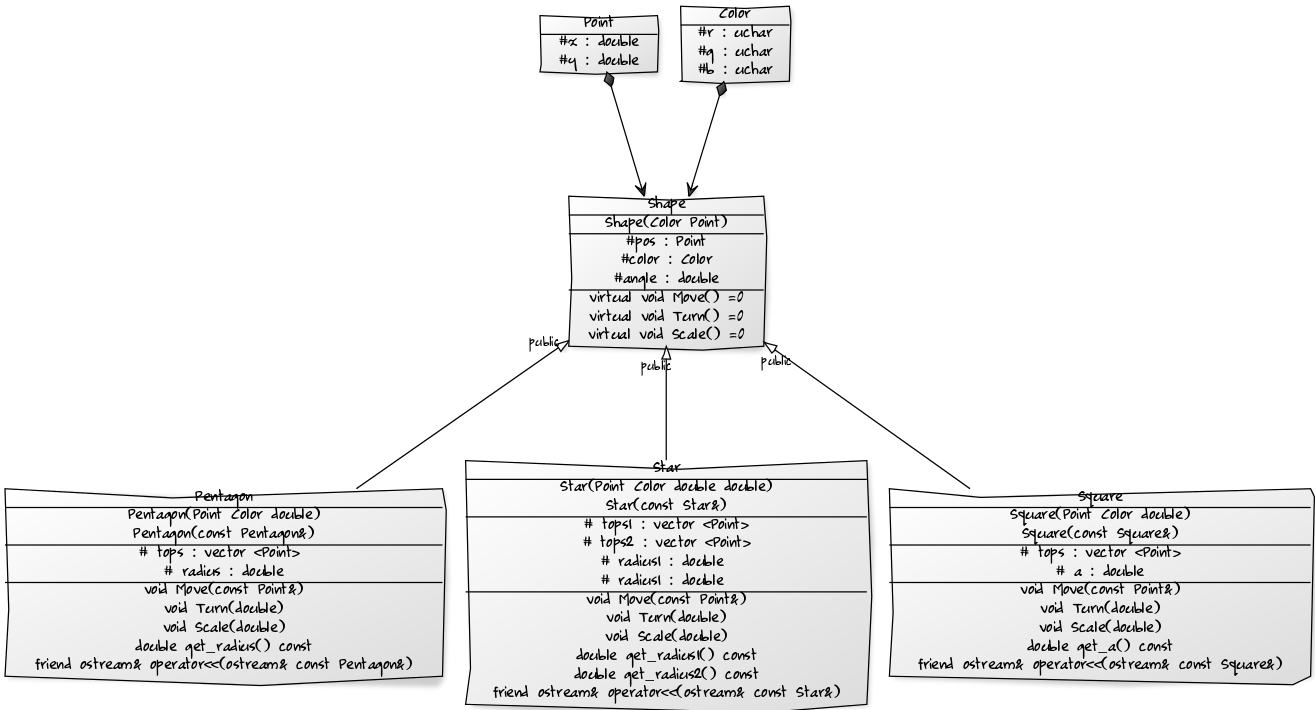 Point
#x : double
#y : double
Color
#r : uchar
#g : uchar
#b : uchar
Shape
Shape(Color Point)
#pos : Point
#color : Color
#angle : double
virtual void Move() =0
virtual void Turn() =0
virtual void Scale() =0
public
public
public
Pentagon
Pentagon(Point Color double)
Pentagon(const Pentagon&)
# tops : vector <Point>
# radius : double
void Move(const Point&)
void Turn(double)
void Scale(double)
double get_radius() const
friend ostream& operator<<(ostream& const Pentagon&)
Star
Star(Point Color double double)
Star(const Star&)
# tops1 : vector <Point>
# tops2 : vector <Point>
# radius1 : double
# radius1 : double
void Move(const Point&)
void Turn(double)
void Scale(double)
double get_radius1() const
double get_radius2() const
friend ostream& operator<<(ostream& const Star&)
Square
Square(Point Color double)
Square(const Square&)
# tops : vector <Point>
# a : double
void Move(const Point&)
void Turn(double)
void Scale(double)
double get_a() const
friend ostream& operator<<(ostream& const Square&)